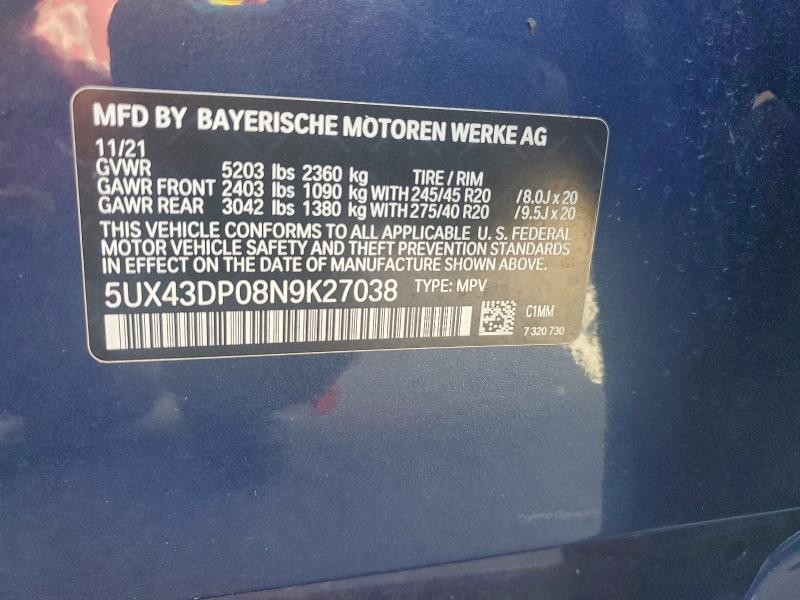 MFD BY BAYERISCHE MOTOREN WERKE AG
11/21
GVWR 5203 lbs 2360 kg TIRE / RIM
GAWR FRONT 2403 lbs 1090 kg WITH 245/45 R20 /8.0J x 20
GAWR REAR 3042 lbs 1380 kg WITH 275/40 R20 /9.5J x 20
THIS VEHICLE CONFORMS TO ALL APPLICABLE U. S. FEDERAL
MOTOR VEHICLE SAFETY AND THEFT PREVENTION STANDARDS
IN EFFECT ON THE DATE OF MANUFACTURE SHOWN ABOVE.
5UX43DP08N9K27038 TYPE: MPV
C1MM
7 320 730